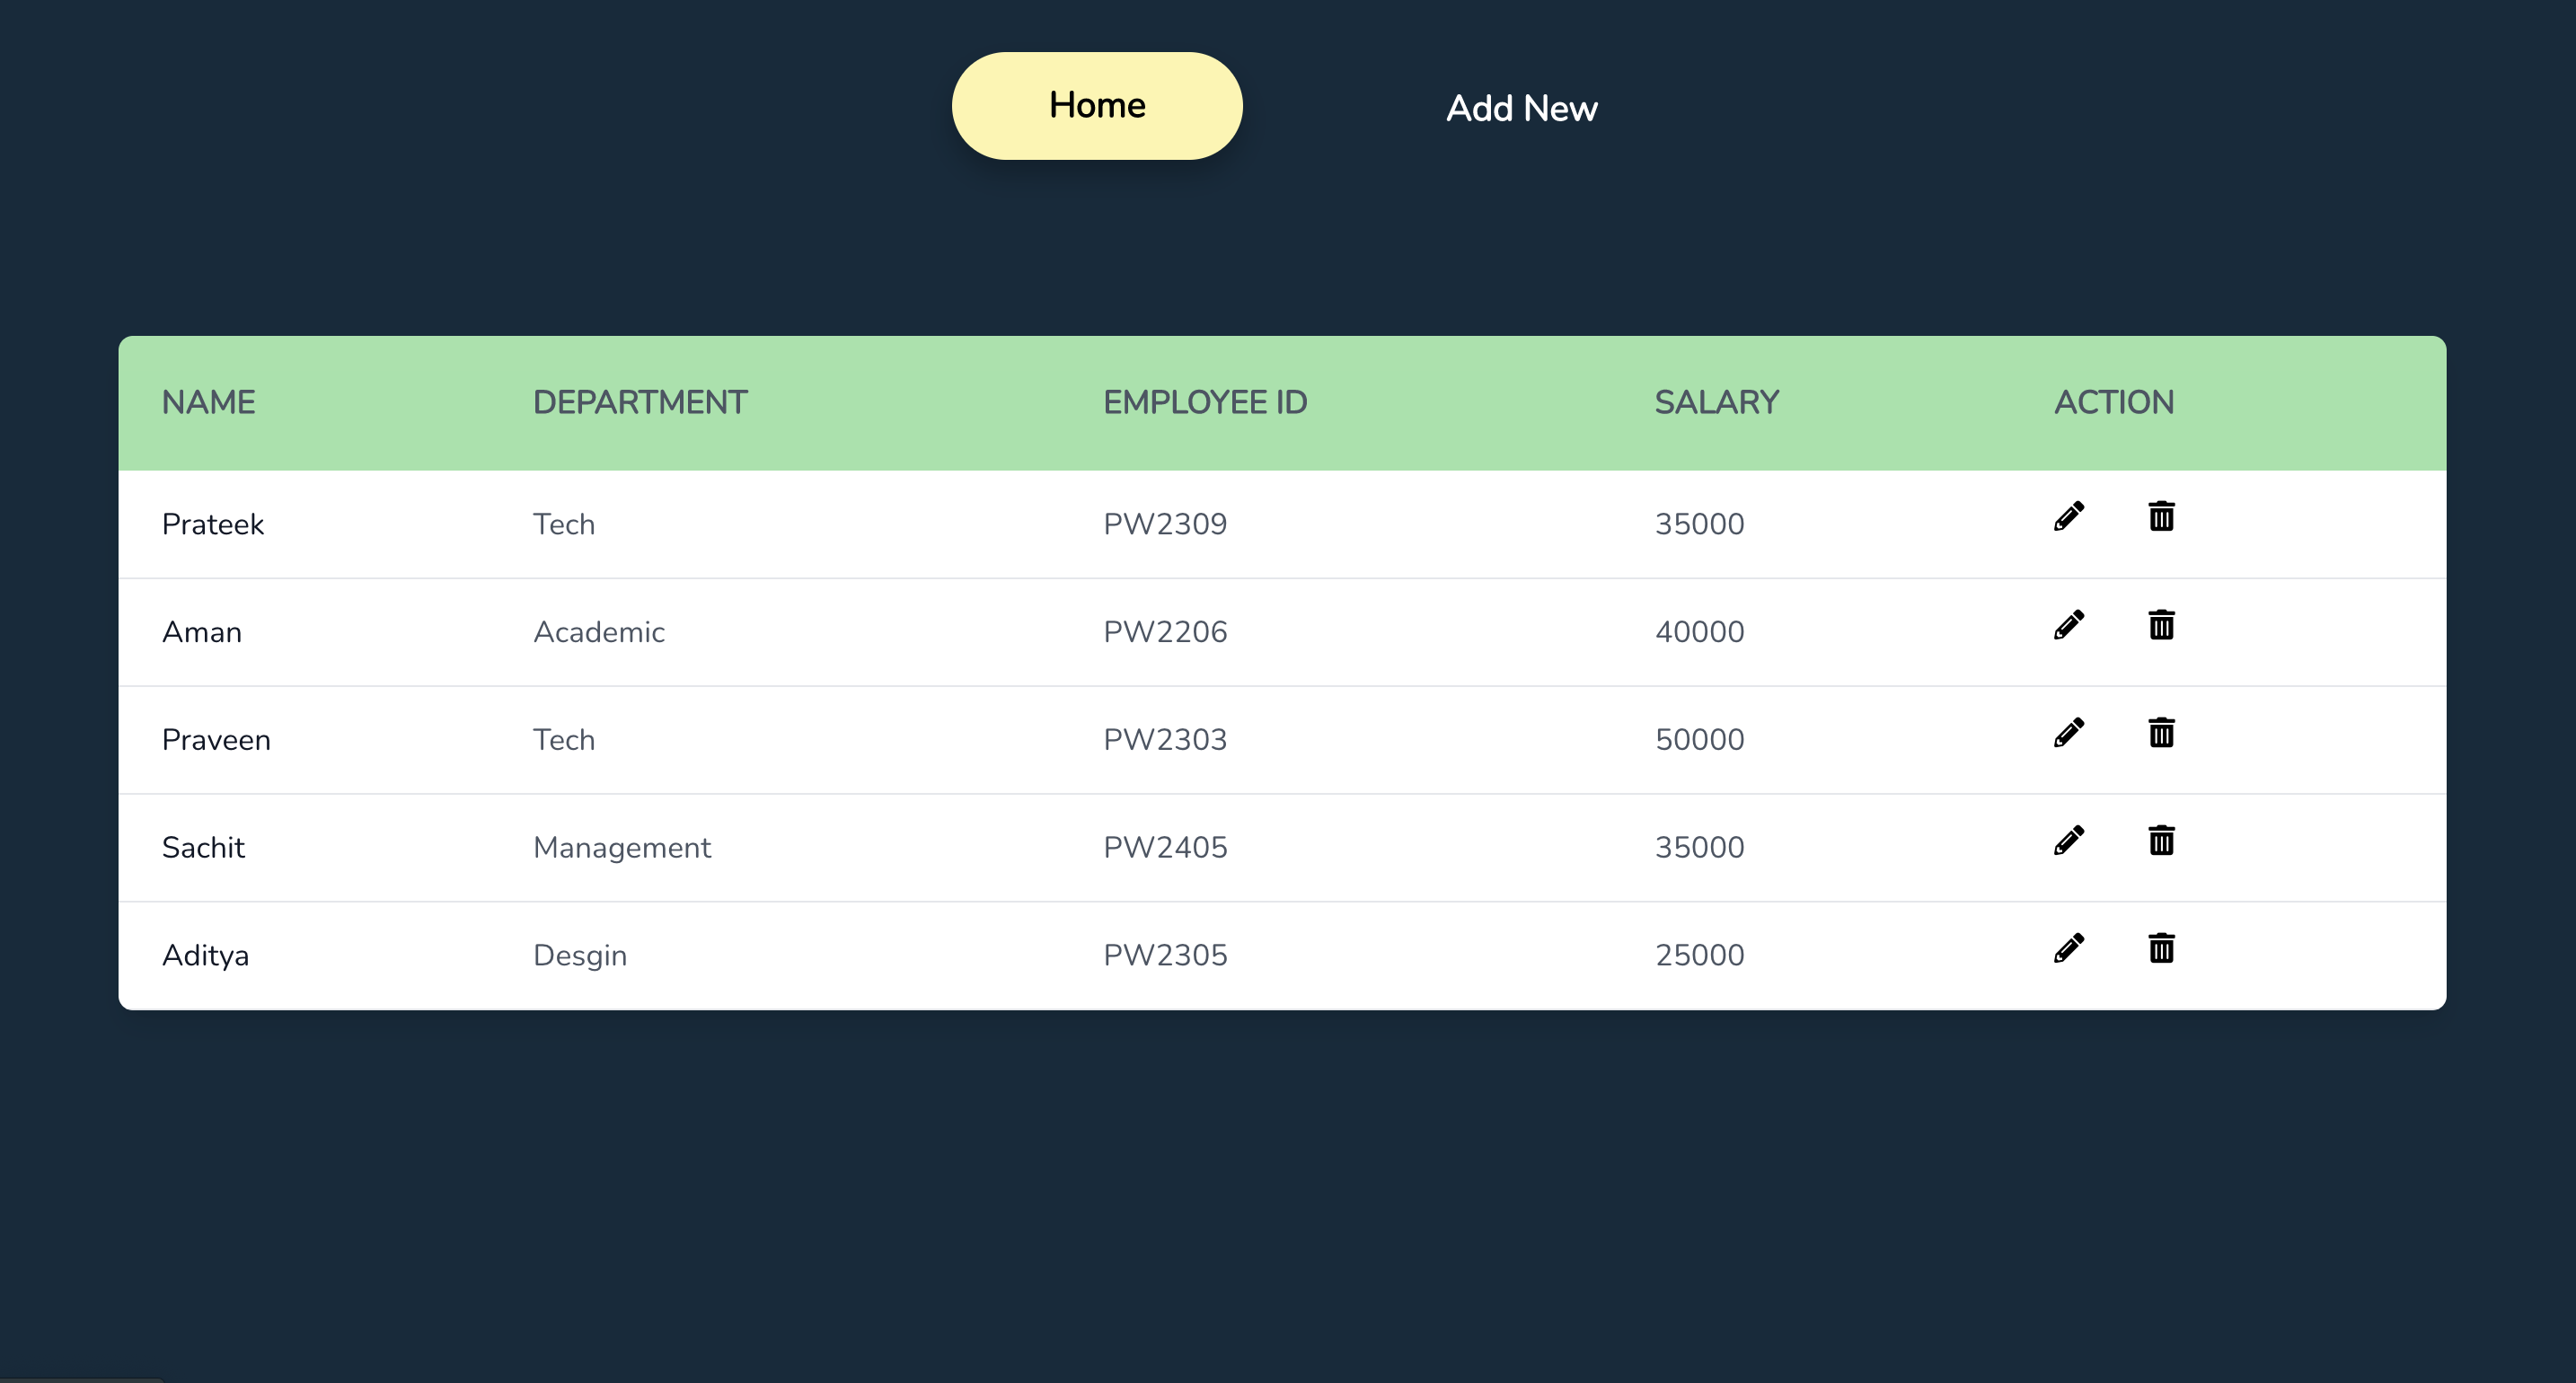 Home Add New
NAME DEPARTMENT EMPLOYEE ID SALARY ACTION
Prateek Tech PW2309 35000
Aman Academic PW2206 40000
Praveen Tech PW2303 50000
Sachit Management PW2405 35000
Aditya Desgin PW2305 25000